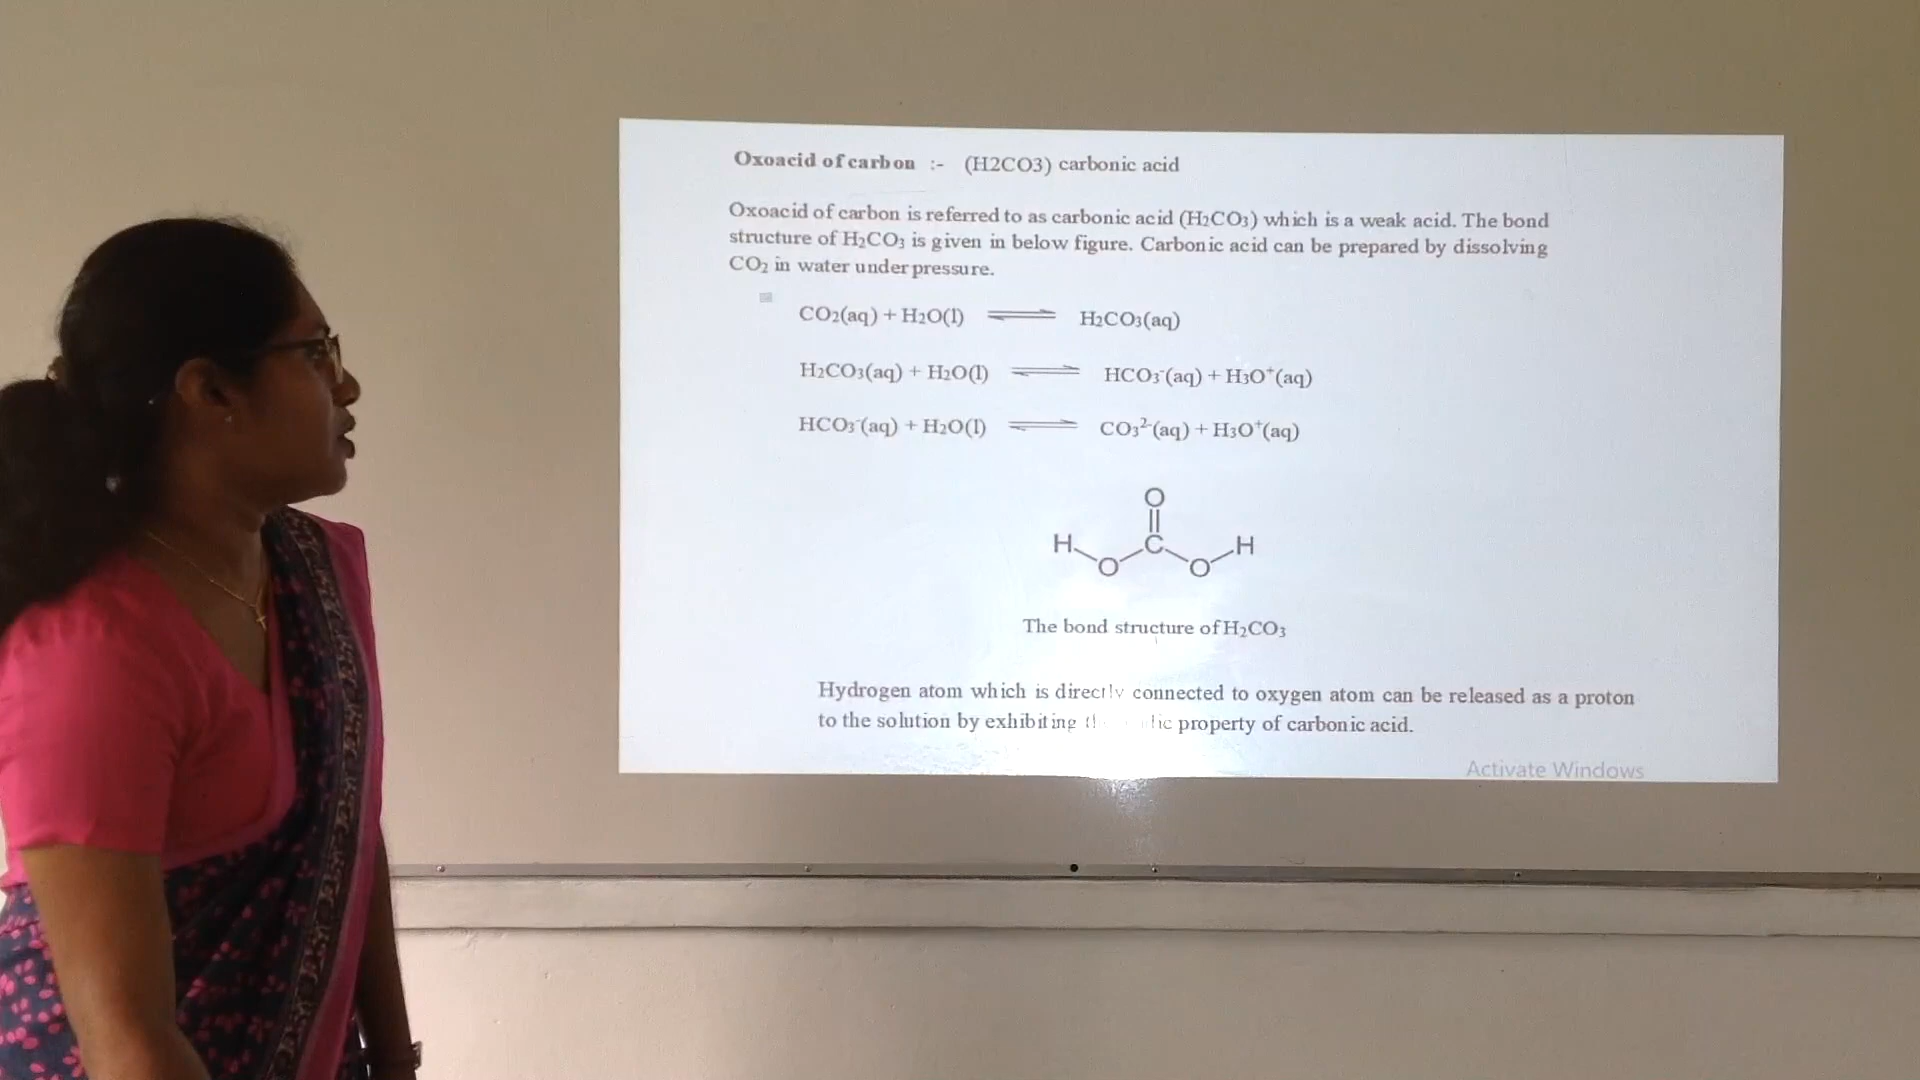 Oxoacid of carbon :- (H2CO3) carbonic acid
Oxoacid of carbon is referred to as carbonic acid (H₂CO₃) which is a weak acid. The bond
structure of H₂CO₃ is given in below figure. Carbonic acid can be prepared by dissolving
CO₂ in water under pressure.
CO₂(aq) + H₂O(l) ⇌ H₂CO₃(aq)
H₂CO₃(aq) + H₂O(l) ⇌ HCO₃⁻(aq) + H₃O⁺(aq)
HCO₃⁻(aq) + H₂O(l) ⇌ CO₃²⁻(aq) + H₃O⁺(aq)
O
H C H
O O
The bond structure of H₂CO₃
Hydrogen atom which is directly connected to oxygen atom can be released as a proton
to the solution by exhibiting property of carbonic acid.
Activate Windows